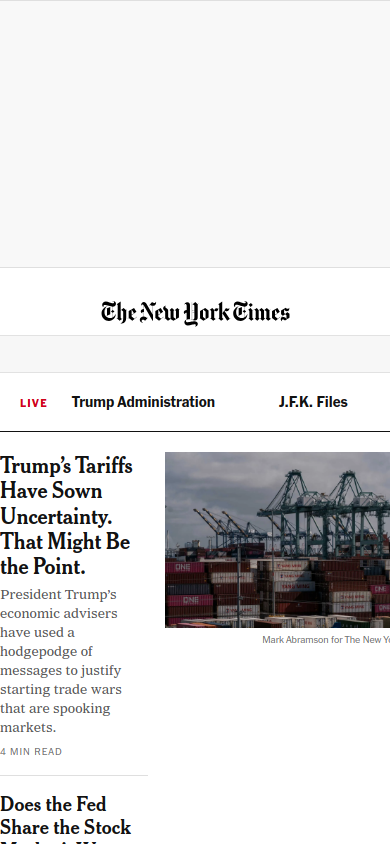 The New York Times
LIVE Trump Administration J.F.K. Files
Trump's Tariffs
Have Sown
Uncertainty.
That Might Be
the Point.
President Trump's
economic advisers
have used a
hodgepodge of
messages to justify
starting trade wars
that are spooking
markets.
4 MIN READ
ONE
ONE
Mark Abramson for The New Yo
Does the Fed
Share the Stock